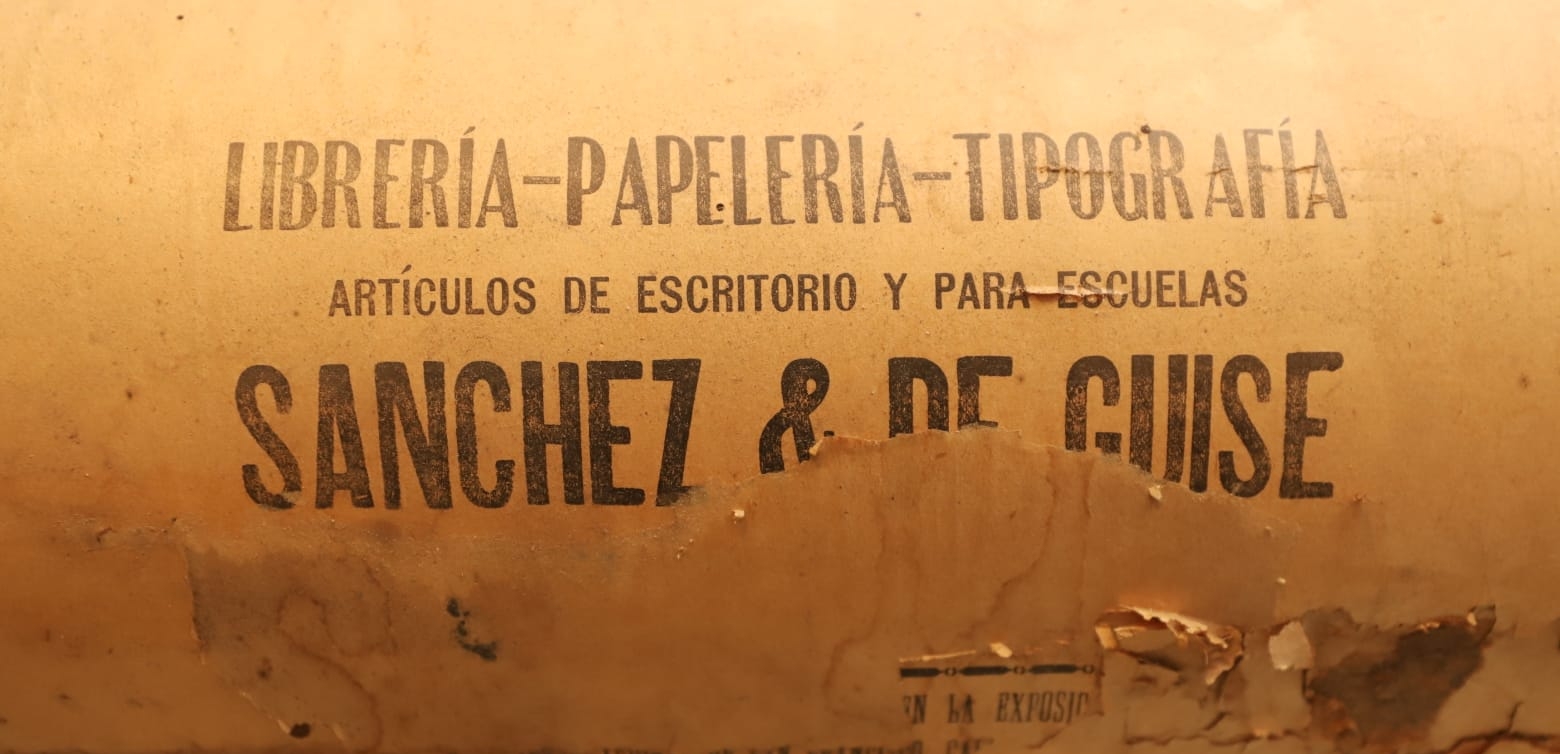 LIBRERÍA-PAPELERÍA-TIPOGRAFÍA
ARTÍCULOS DE ESCRITORIO Y PARA ESCUELAS
SANCHEZ & DE GUISE
EN LA